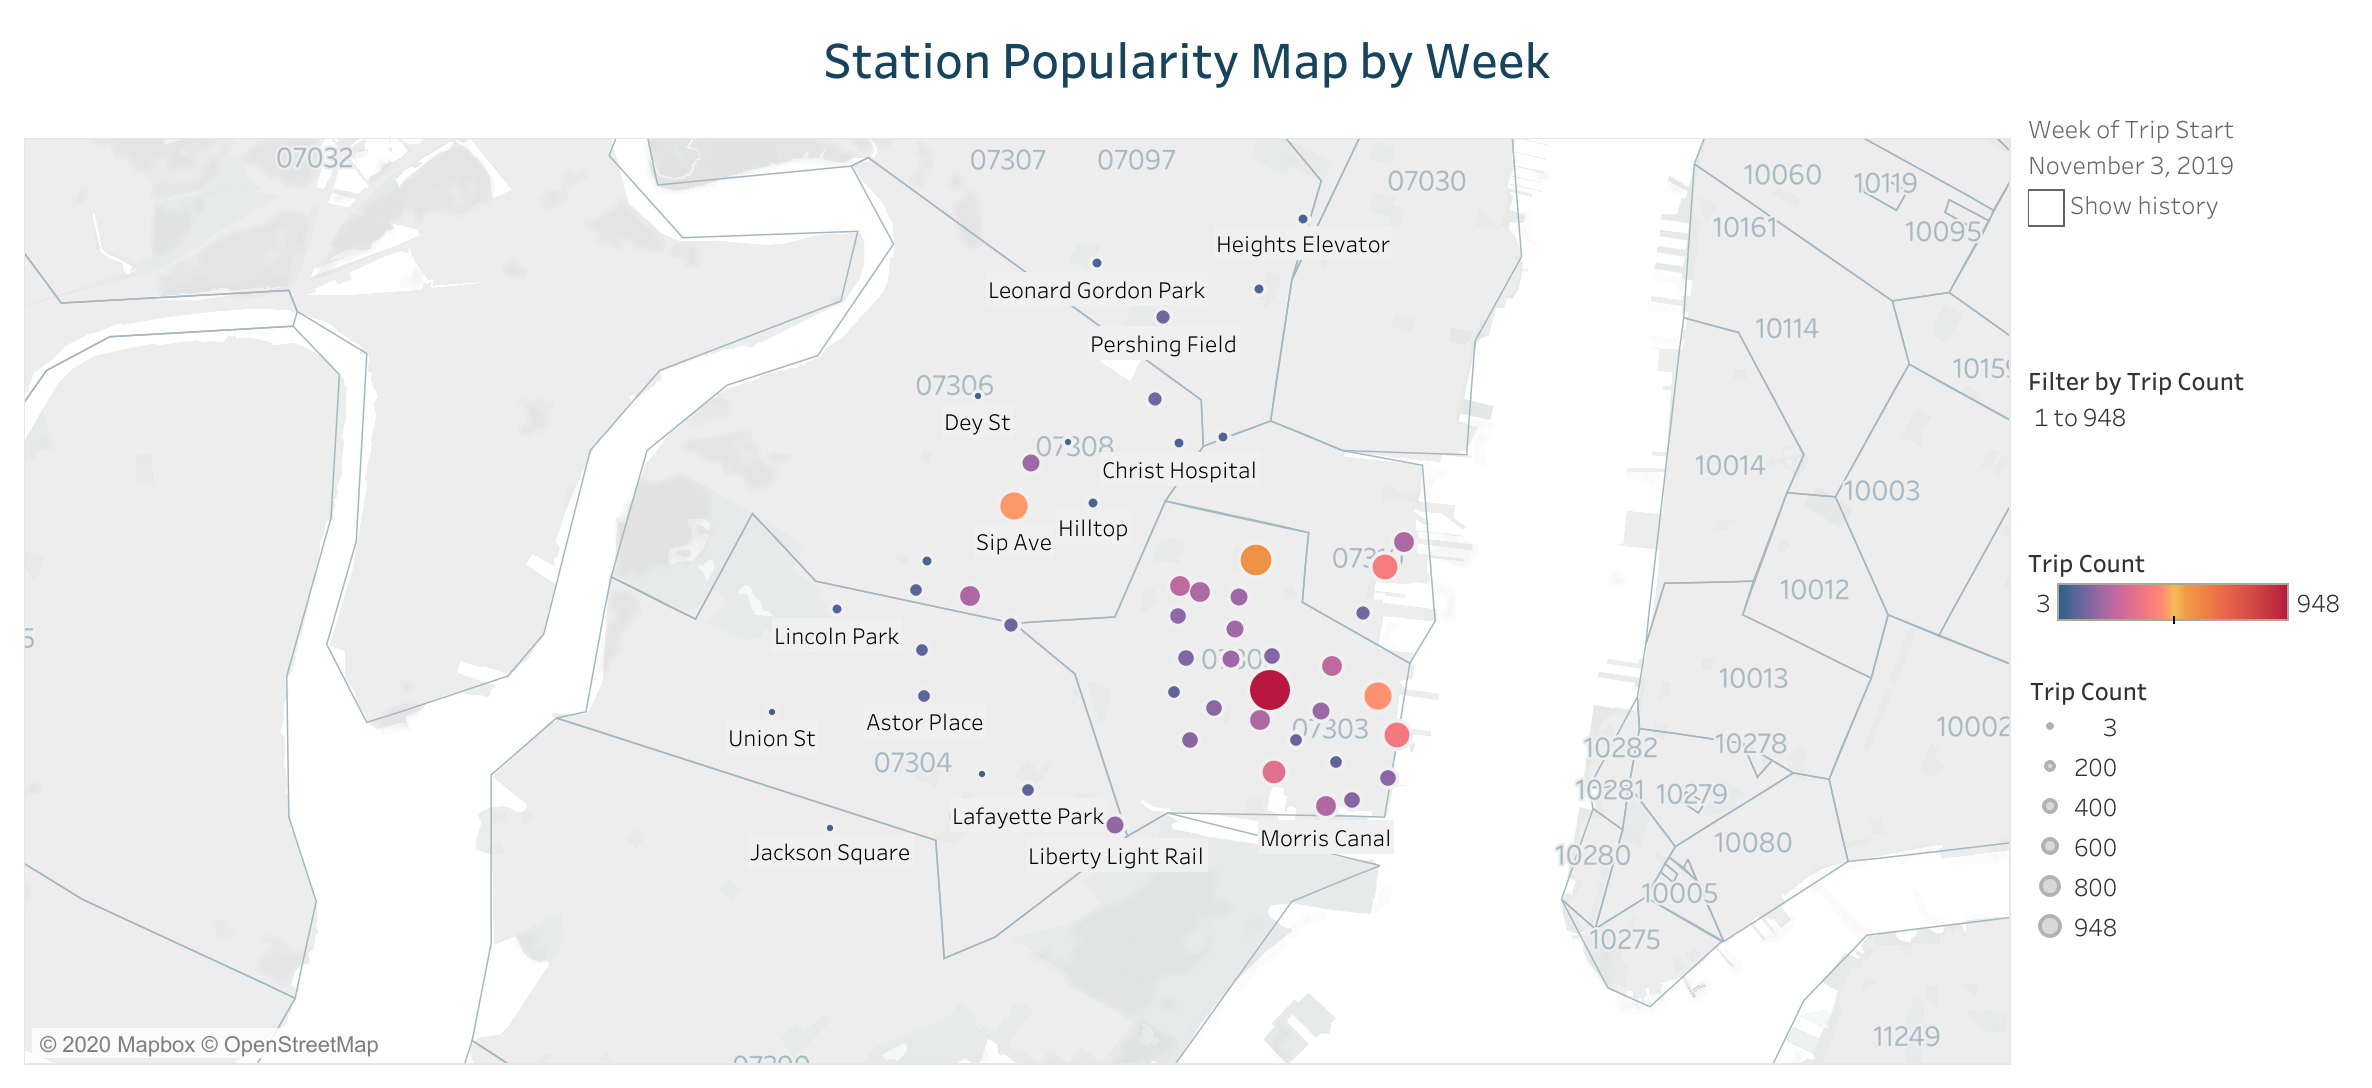 Station Popularity Map by Week
Week of Trip Start
November 3, 2019
Show history
Filter by Trip Count
1 to 948
Trip Count
3 948
Trip Count
3
200
400
600
800
948
07032
07307 07097
07030
10060 10119
10161 10095
Heights Elevator
Leonard Gordon Park
10114
Pershing Field
10159
07306
Dey St
07308
10014
Christ Hospital
10003
Hilltop
Sip Ave
10012
Lincoln Park
10013
Astor Place
10002
07303
Union St
10282 10278
07304
10281 10279
Lafayette Park
Morris Canal
10080
Jackson Square
Liberty Light Rail
10280
10005
10275
11249
© 2020 Mapbox © OpenStreetMap